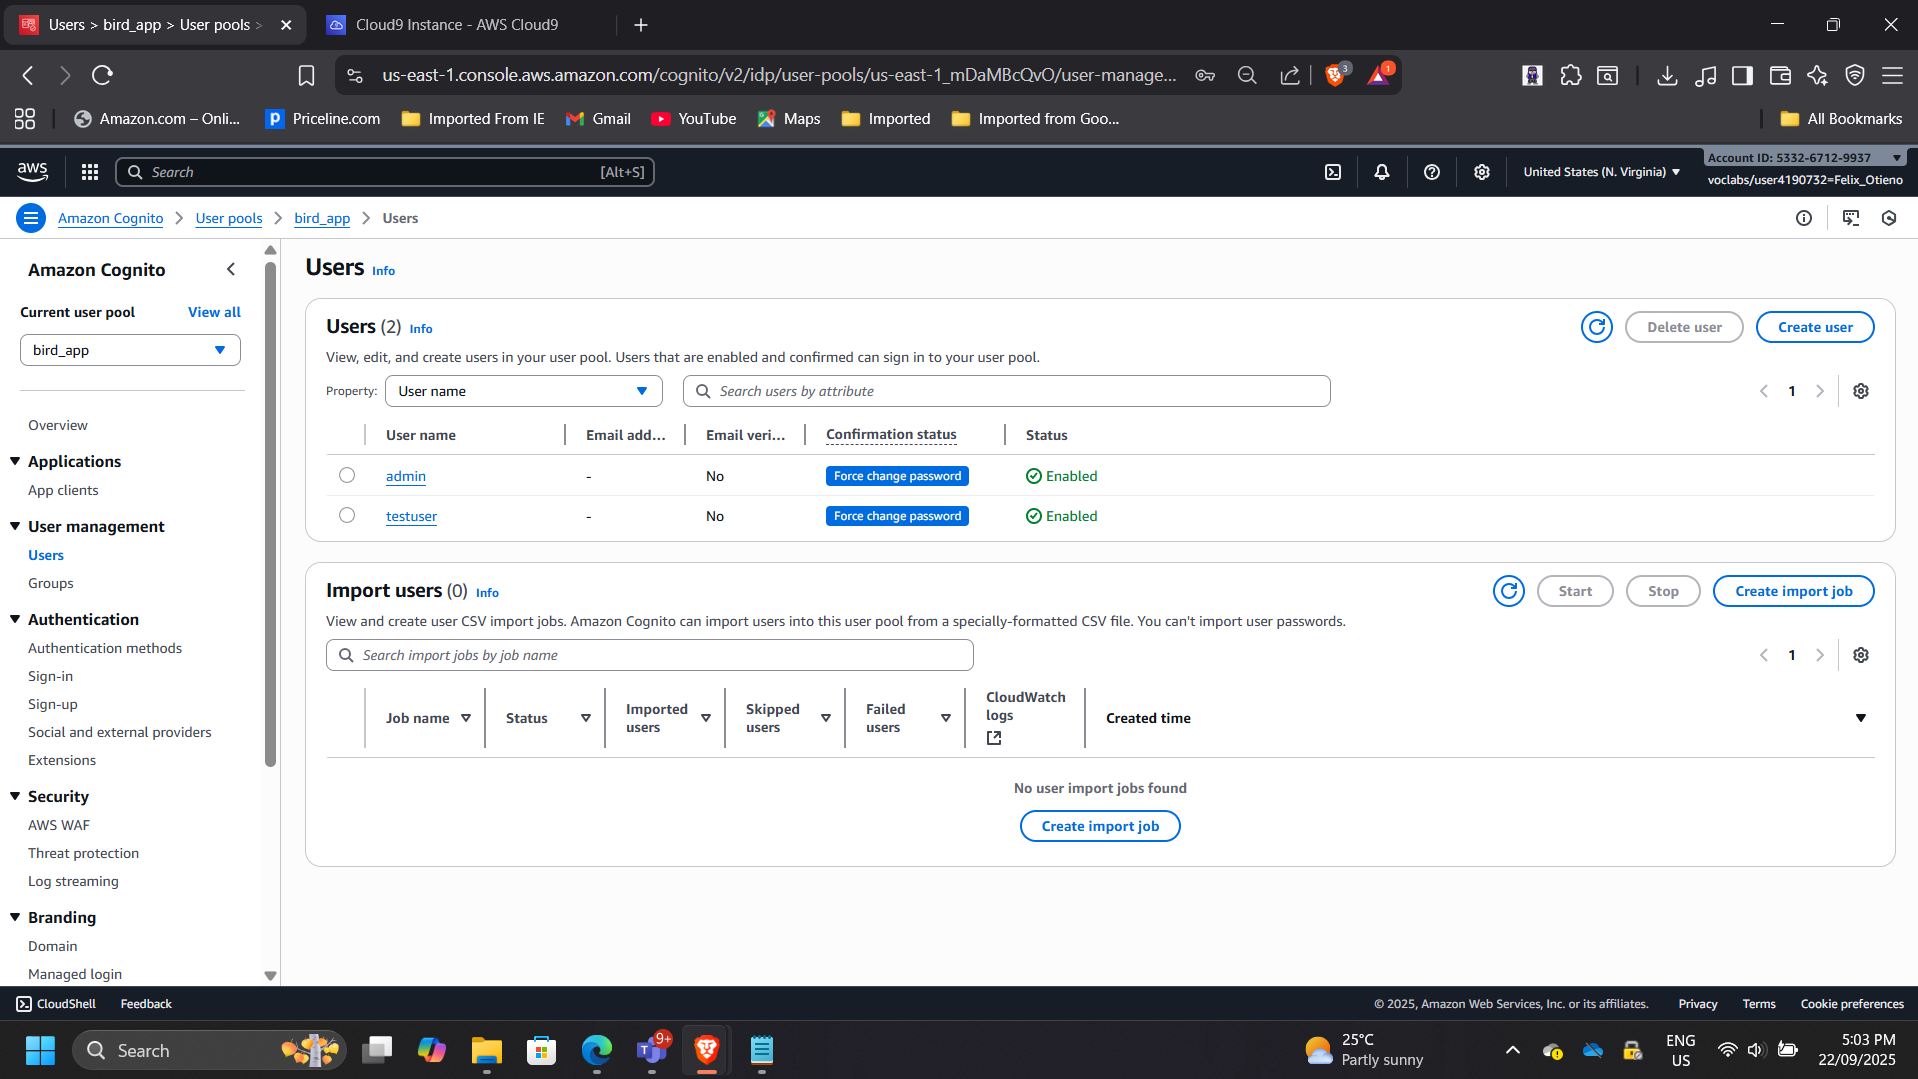 Users > bird_app > User pools >
Cloud9 Instance - AWS Cloud9
us-east-1.console.aws.amazon.com/cognito/v2/idp/user-pools/us-east-1_mDaMBcQvO/user-manage...
3
1
Amazon.com – Onli...
Priceline.com
Imported From IE
Gmail
YouTube
Maps
Imported
Imported from Goo...
All Bookmarks
aws
Search
[Alt+S]
United States (N. Virginia)
Account ID: 5332-6712-9937
voclabs/user4190732=Felix_Otieno
Amazon Cognito
User pools
bird_app
Users
Amazon Cognito
Current user pool
View all
bird_app
Overview
Applications
App clients
User management
Users
Groups
Authentication
Authentication methods
Sign-in
Sign-up
Social and external providers
Extensions
Security
AWS WAF
Threat protection
Log streaming
Branding
Domain
Managed login
Users Info
Users (2) Info
Delete user
Create user
View, edit, and create users in your user pool. Users that are enabled and confirmed can sign in to your user pool.
Property:
User name
Search users by attribute
1
User name
Email add...
Email veri...
Confirmation status
Status
admin
-
No
Force change password
Enabled
testuser
-
No
Force change password
Enabled
Import users (0) Info
Start
Stop
Create import job
View and create user CSV import jobs. Amazon Cognito can import users into this user pool from a specially-formatted CSV file. You can't import user passwords.
Search import jobs by job name
1
Job name
Status
Imported users
Skipped users
Failed users
CloudWatch logs
Created time
No user import jobs found
Create import job
CloudShell
Feedback
© 2025, Amazon Web Services, Inc. or its affiliates.
Privacy
Terms
Cookie preferences
Search
9+
25°C
Partly sunny
ENG
US
5:03 PM
22/09/2025